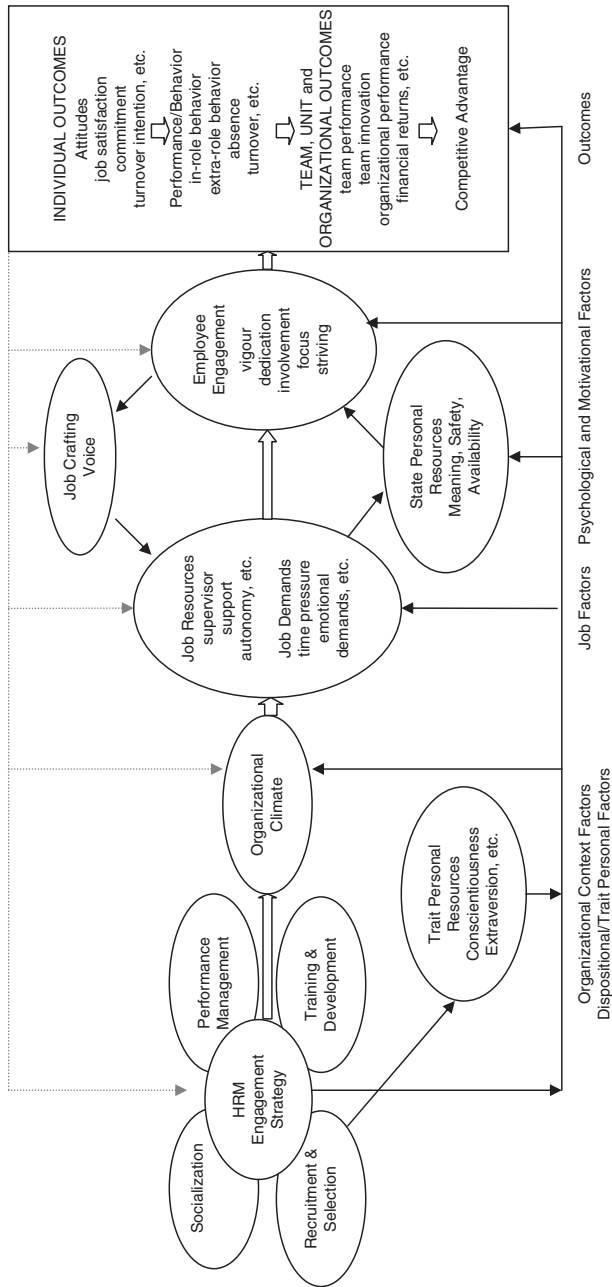 Socialization
Performance
Management
HRM
Engagement
Strategy
Recruitment &
Selection
Training &
Development
Organizational
Climate
Trait Personal
Resources
Conscientiousness
Extraversion, etc.
Job Resources
supervisor
support
autonomy, etc.
Job Demands
time pressure
emotional
demands, etc.
Job Crafting
Voice
Employee
Engagement
vigour
dedication
involvement
focus
striving
State Personal
Resources
Meaning, Safety,
Availability
INDIVIDUAL OUTCOMES
Attitudes
job satisfaction
commitment
turnover intention, etc.
Performance/Behavior
in-role behavior
extra-role behavior
absence
turnover, etc.
TEAM, UNIT and
ORGANIZATIONAL OUTCOMES
team performance
team innovation
organizational performance
financial returns, etc.
Competitive Advantage
Organizational Context Factors
Dispositional/Trait Personal Factors
Job Factors
Psychological and Motivational Factors
Outcomes